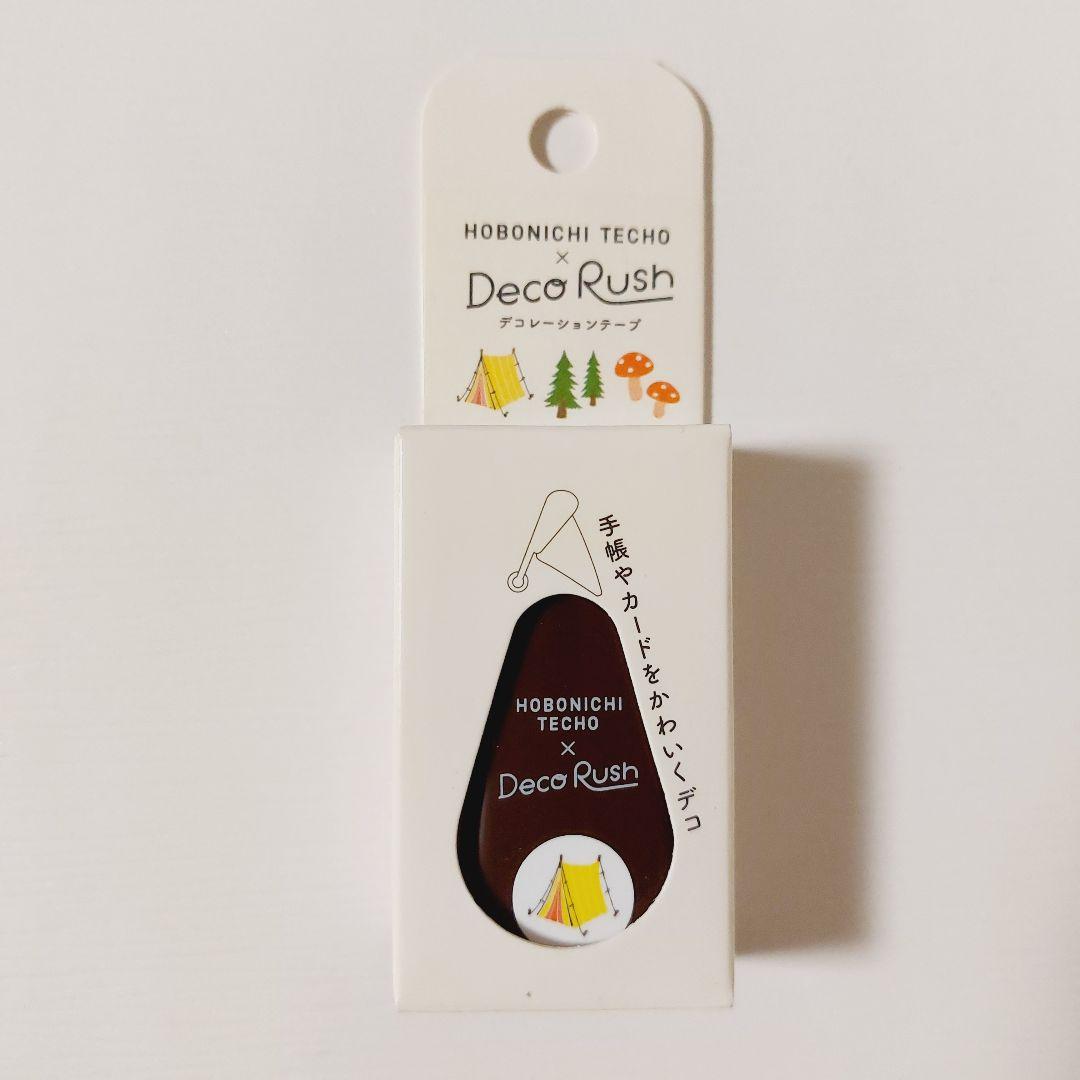 HOBONICHI TECHO
×
Deco Rush
デコレーションテープ
手帳やカードをかわいくデコ
HOBONICHI
TECHO
×
Deco Rush